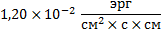 1,20 × 10⁻² эрг / (см² × с × см)